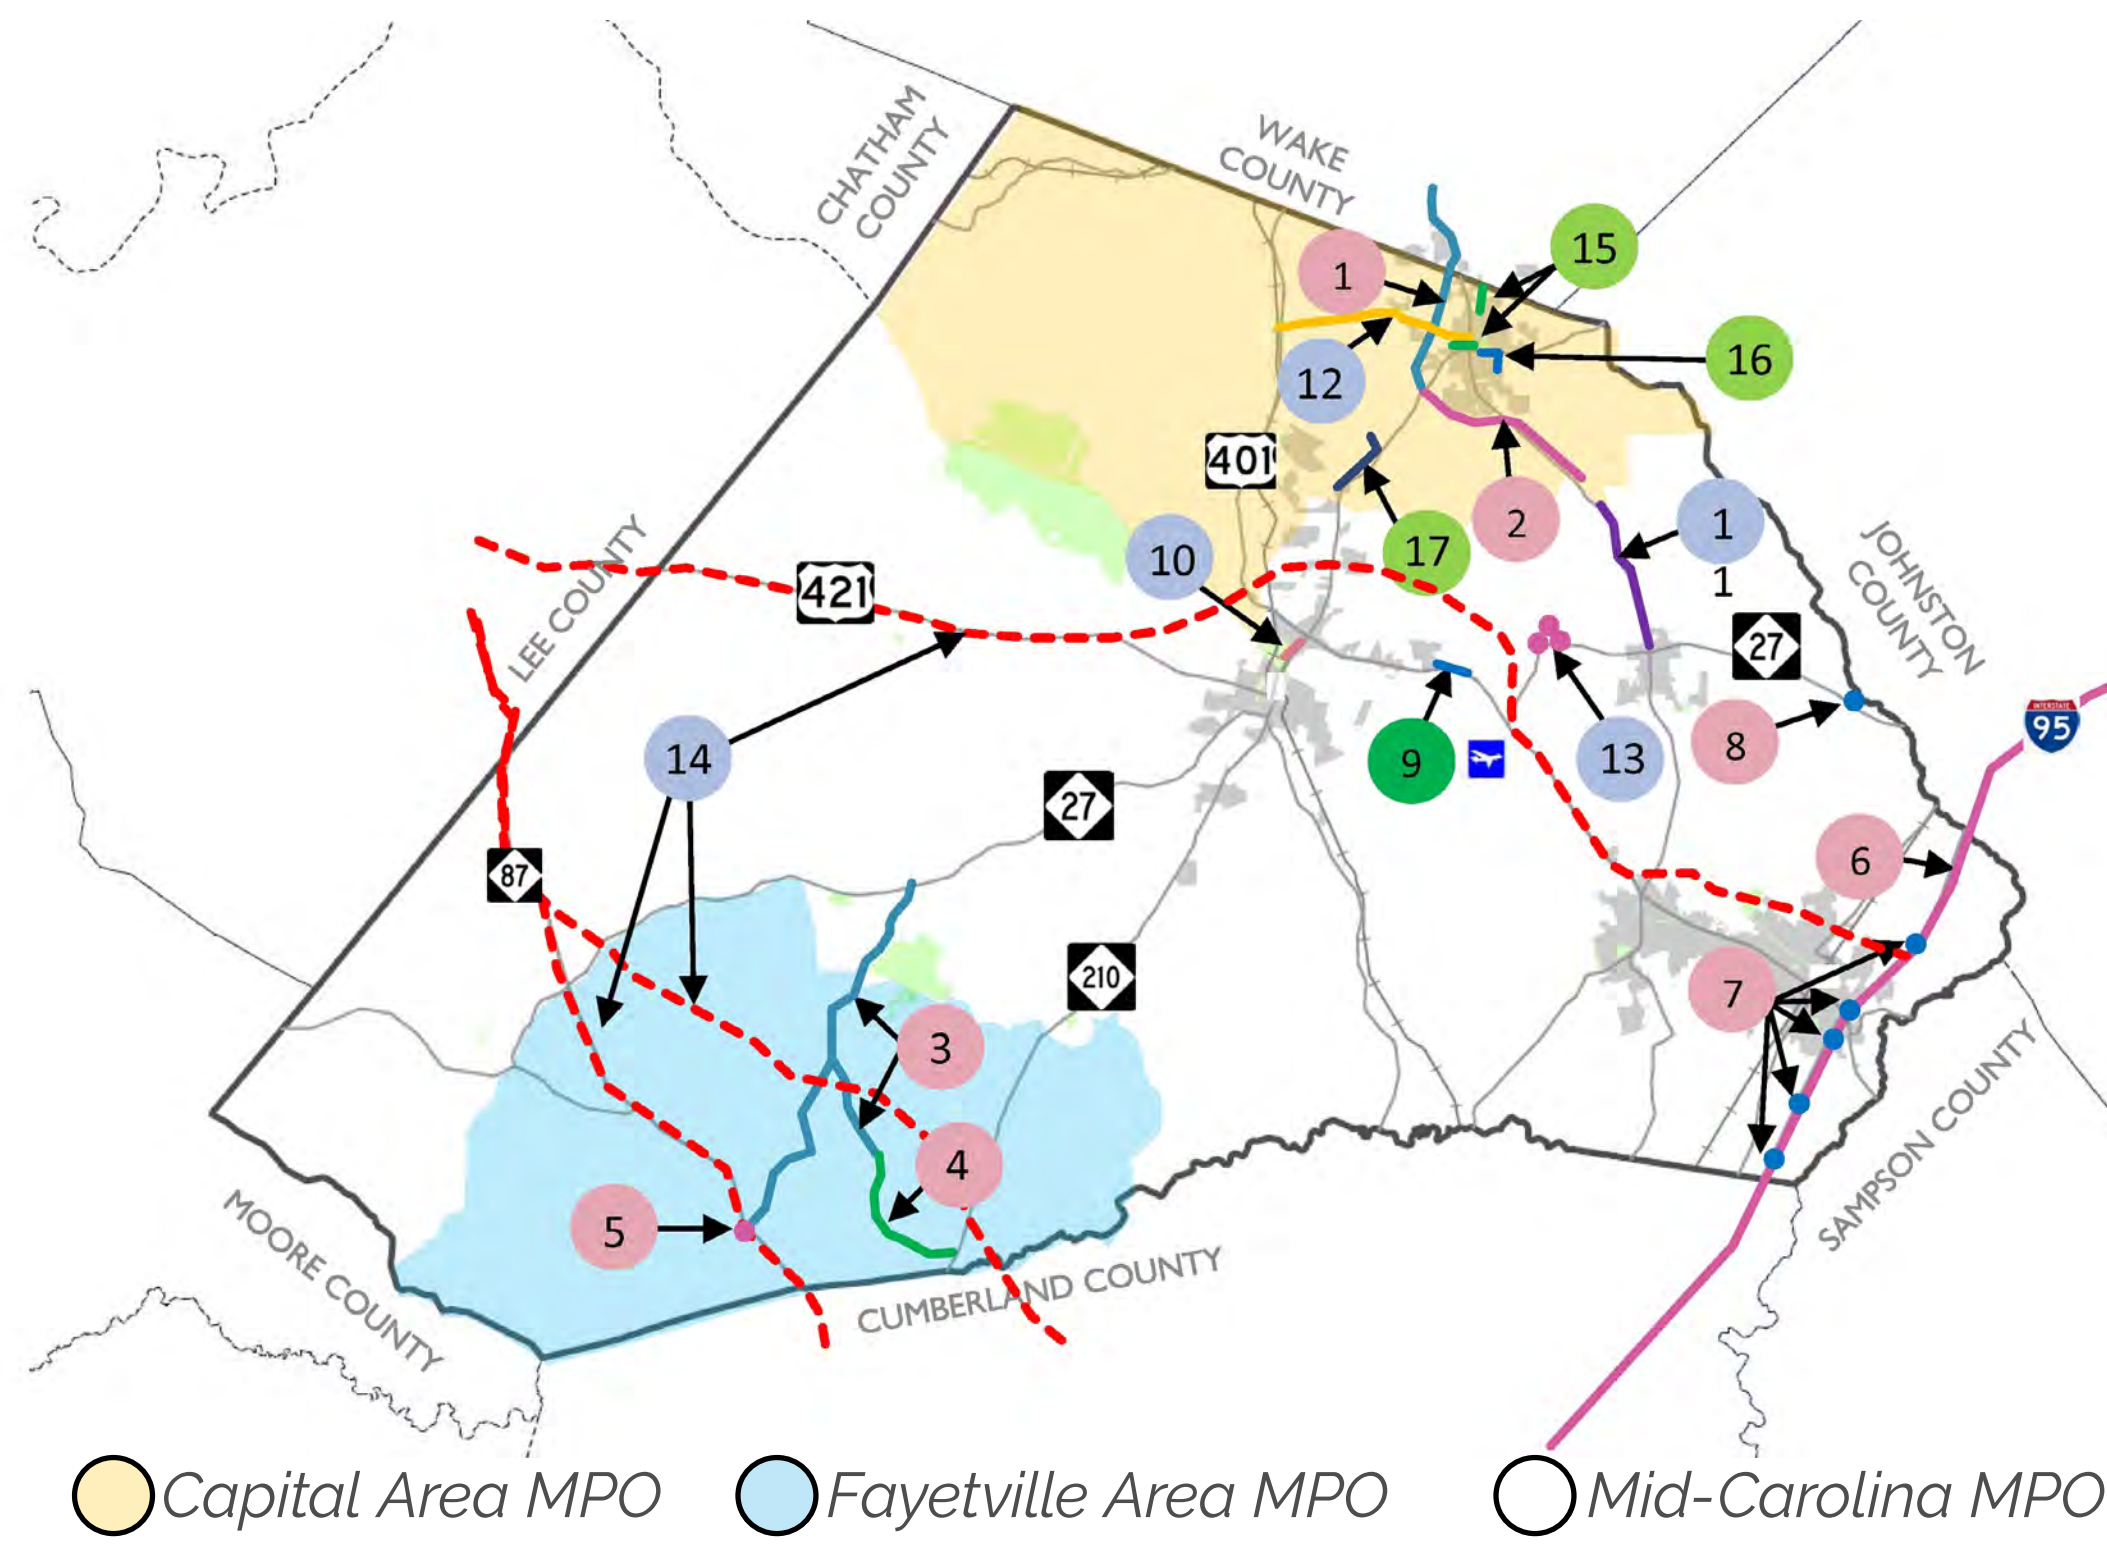 CHATHAM
COUNTY
WAKE
COUNTY
15
1
16
12
401
2
1
1
17
10
JOHNSTON
COUNTY
LEE COUNTY
421
27
INTERSTATE
95
8
14
9
13
27
6
87
210
7
3
4
5
SAMPSON COUNTY
MOORE COUNTY
CUMBERLAND COUNTY
Capital Area MPO
Fayetville Area MPO
Mid-Carolina MPO